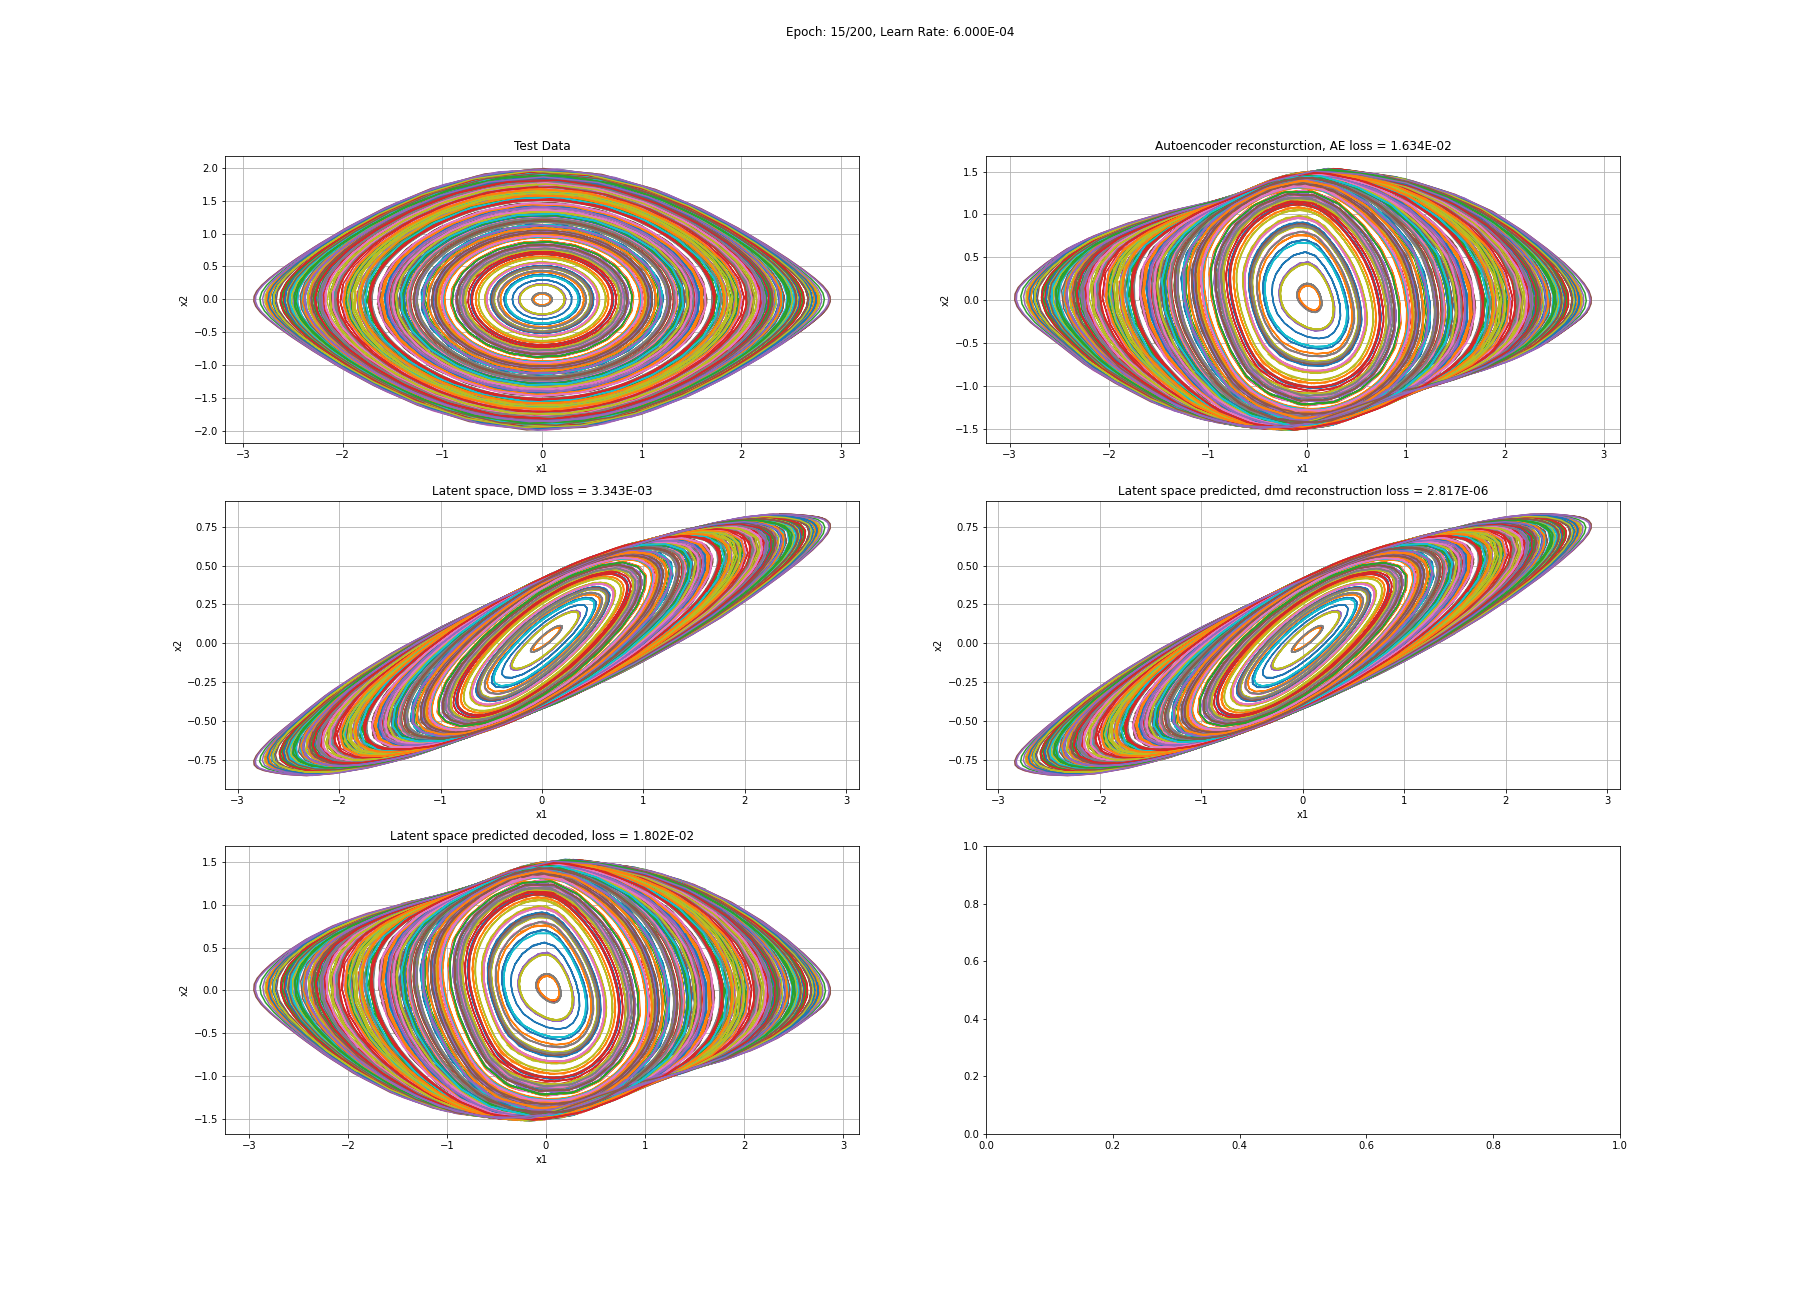 Epoch: 15/200, Learn Rate: 6.000E-04
Test Data
2.0
1.5
1.0
0.5
0.0
−0.5
−1.0
−1.5
−2.0
x2
−3 −2 −1 0 1 2 3
x1
Autoencoder reconsturction, AE loss = 1.634E-02
1.5
1.0
0.5
0.0
−0.5
−1.0
−1.5
x2
−3 −2 −1 0 1 2 3
x1
Latent space, DMD loss = 3.343E-03
0.75
0.50
0.25
0.00
−0.25
−0.50
−0.75
x2
−3 −2 −1 0 1 2 3
x1
Latent space predicted, dmd reconstruction loss = 2.817E-06
0.75
0.50
0.25
0.00
−0.25
−0.50
−0.75
x2
−3 −2 −1 0 1 2 3
x1
Latent space predicted decoded, loss = 1.802E-02
1.5
1.0
0.5
0.0
−0.5
−1.0
−1.5
x2
−3 −2 −1 0 1 2 3
x1
1.0
0.8
0.6
0.4
0.2
0.0
0.0 0.2 0.4 0.6 0.8 1.0